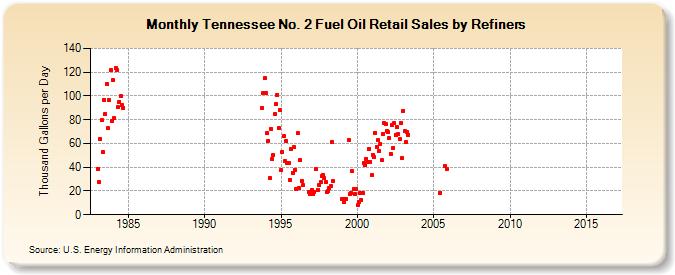 Monthly Tennessee No. 2 Fuel Oil Retail Sales by Refiners
Thousand Gallons per Day
140
120
100
80
60
40
20
0
1985 1990 1995 2000 2005 2010 2015
Source: U.S. Energy Information Administration